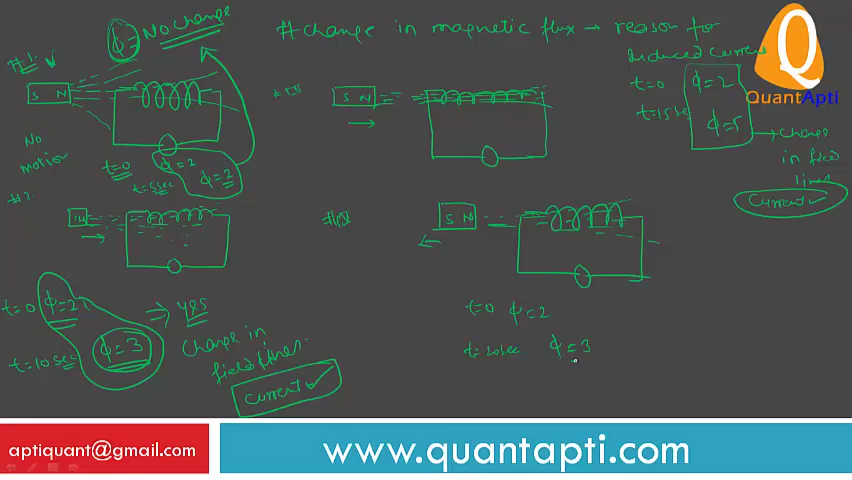 # change in magnetic flux → reason for
induced current
ϕ = No change
#1
S N
No
motion
t=0 ϕ=2
t=5sec ϕ=2
#2
t=0 ϕ=2
t=10sec ϕ=3
⇒ yes
change in
field lines.
current
S N
t=0 ϕ=2
t=15sec ϕ=5
→ change
in field
lines
current
S N
t=0 ϕ=2
t=20sec ϕ=3
Q
QuantApti
aptiquant@gmail.com
www.quantapti.com